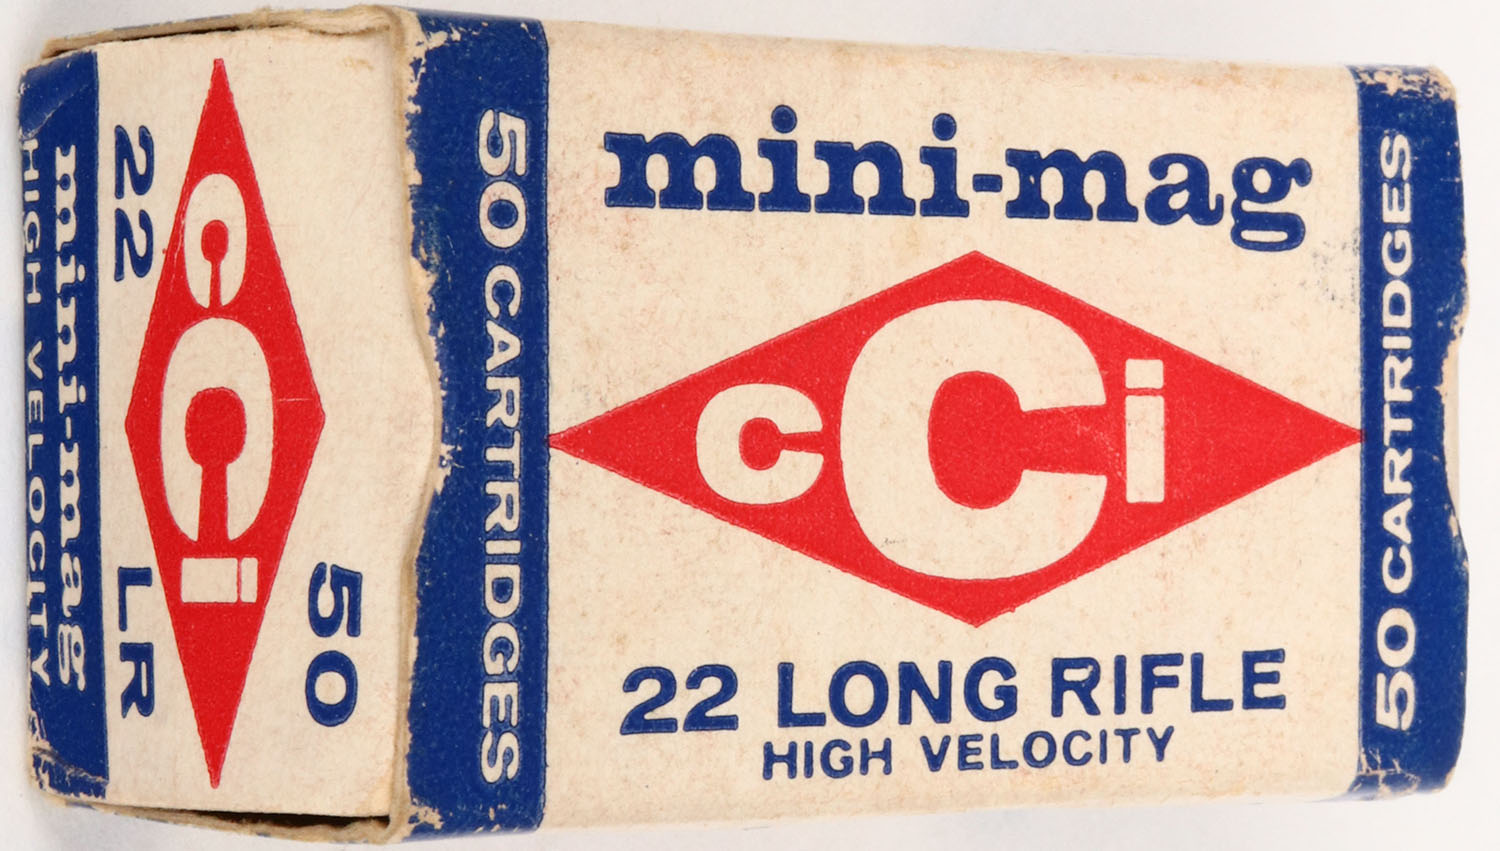 mini-mag
cCi
22 LONG RIFLE
HIGH VELOCITY
50 CARTRIDGES
50 CARTRIDGES
50
cCi
22 LR
mini-mag
HIGH VELOCITY